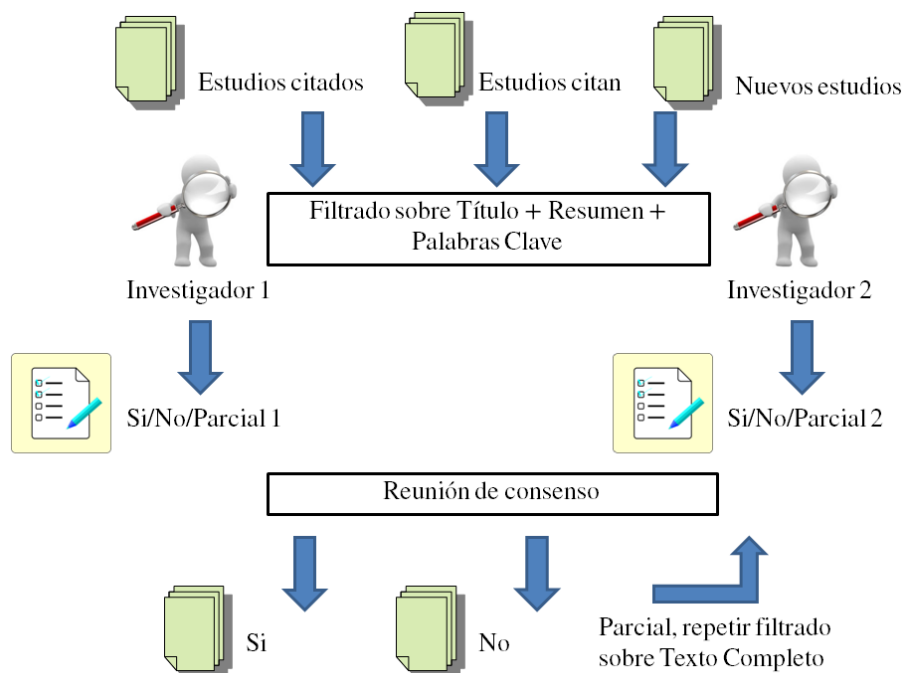 Estudios citados
Estudios citan
Nuevos estudios
Filtrado sobre Título + Resumen +
Palabras Clave
Investigador 1
Investigador 2
Si/No/Parcial 1
Si/No/Parcial 2
Reunión de consenso
Si
No
Parcial, repetir filtrado
sobre Texto Completo